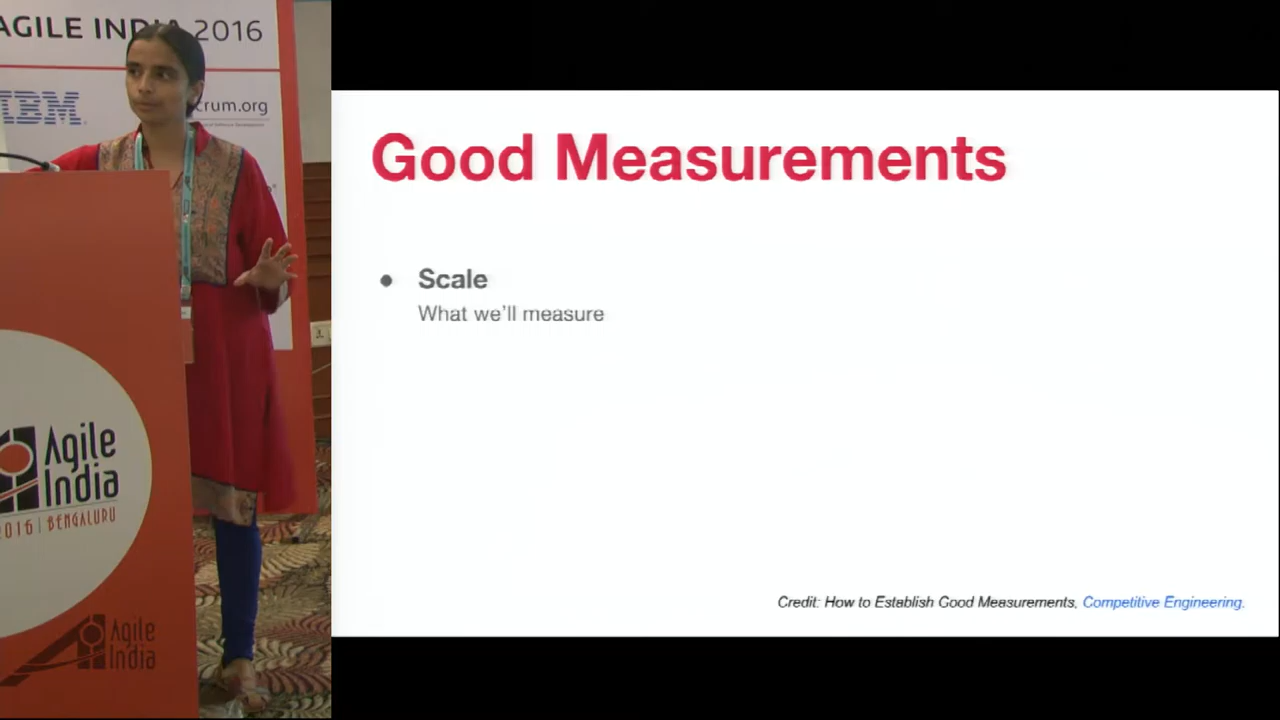 AGILE INDIA 2016
IBM
crum.org
Agile
India
2016 | BENGALURU
Agile
India
Good Measurements
● Scale
What we'll measure
Credit: How to Establish Good Measurements, Competitive Engineering.